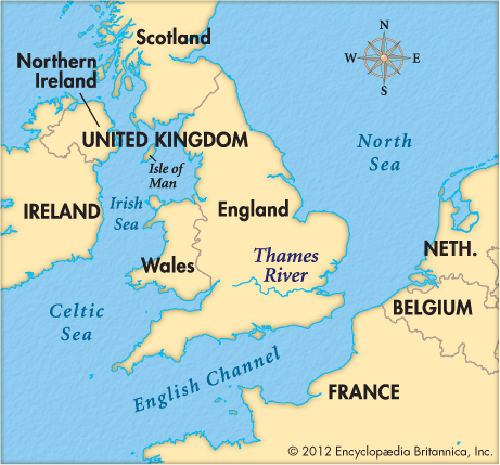 Scotland
N
W
E
S
Northern
Ireland
UNITED KINGDOM
North
Sea
Isle of
Man
Irish
Sea
IRELAND
England
Thames
River
NETH.
Wales
Celtic
Sea
BELGIUM
English Channel
FRANCE
© 2012 Encyclopædia Britannica, Inc.